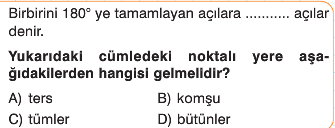 Birbirini 180° ye tamamlayan açılara ........... açılar
denir.
Yukarıdaki cümledeki noktalı yere aşa-
ğıdakilerden hangisi gelmelidir?
A) ters B) komşu
C) tümler D) bütünler